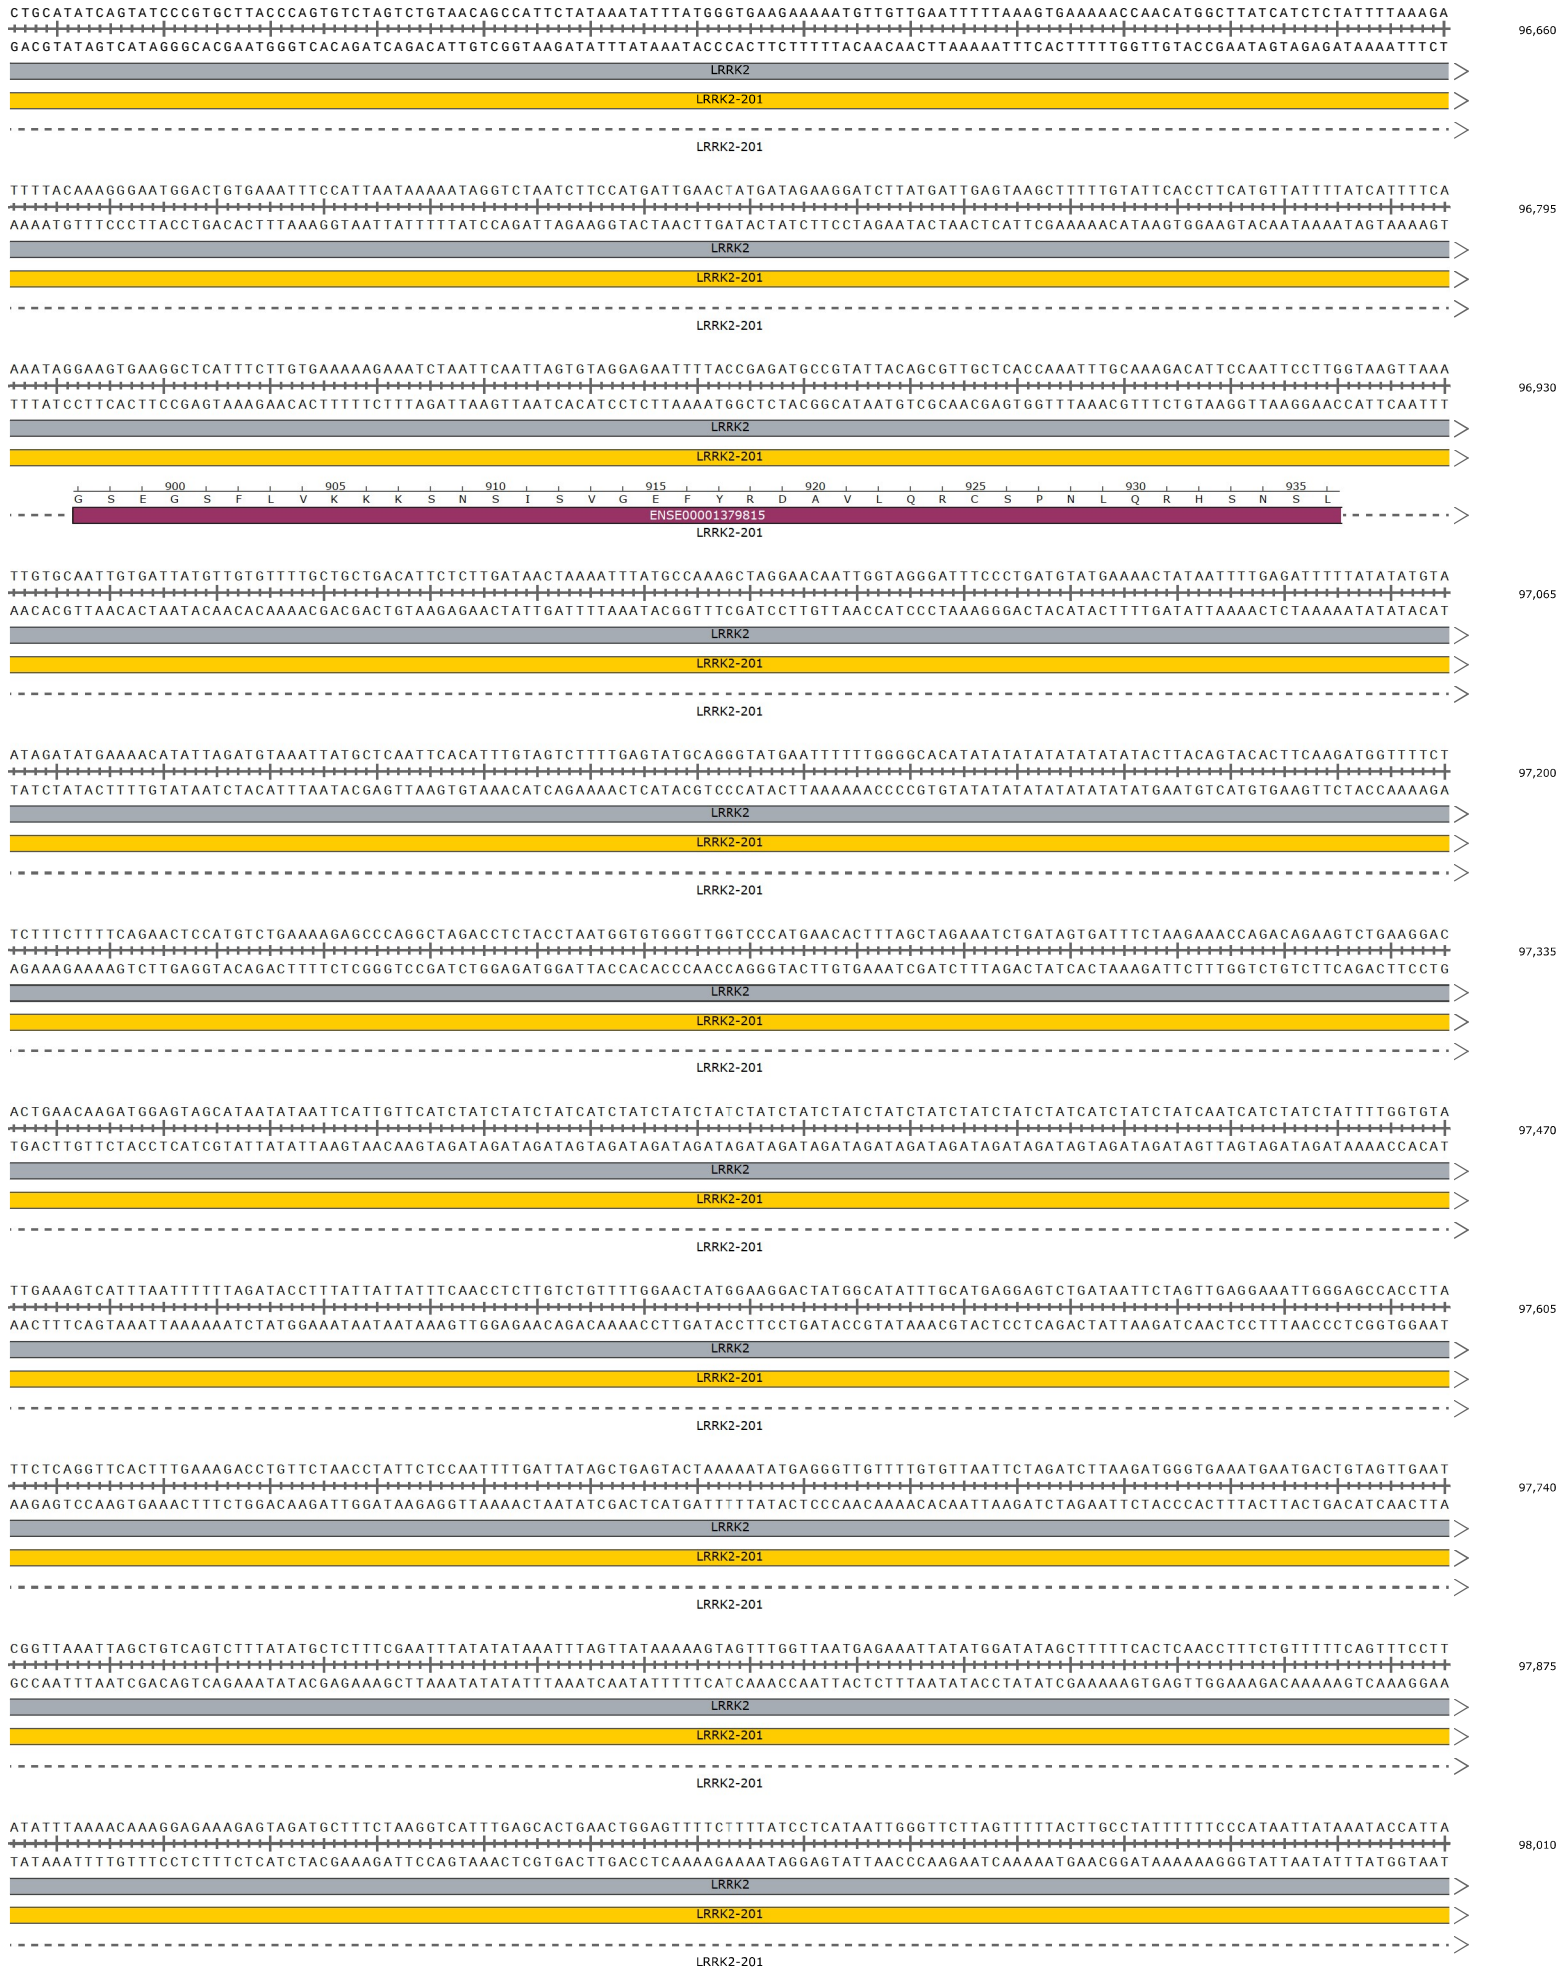 CTGCATATCAGTATCCCGTGCTTACCCAGTGTCTAGTCTGTAACAGCCATTCTATAAATATTTATGGGTGAAGAAAAATGTTGTTGAATTTTTAAAGTGAAAAACCAACATGGCTTATCATCTCTATTTTAAAGA
96,660
GACGTATAGTCATAGGGCACGAATGGGTCACAGATCAGACATTGTCGGTAAGATATTTATAAATACCCACTTCTTTTTACAACAACTTAAAAATTTCACTTTTTGGTTGTACCGAATAGTAGAGATAAAATTTCT
LRRK2
LRRK2-201
LRRK2-201
TTTTACAAAGGGAATGGACTGTGAAATTTCCATTAATAAAAATAGGTCTAATCTTCCATGATTGAACTATGATAGAAGGATCTTATGATTGAGTAAGCTTTTTGTATTCACCTTCATGTTATTTTATCATTTTCA
96,795
AAAATGTTTCCCTTACCTGACACTTTAAAGGTAATTATTTTTATCCAGATTAGAAGGTACTAACTTGATACTATCTTCCTAGAATACTAACTCATTCGAAAAACATAAGTGGAAGTACAATAAAATAGTAAAAGT
LRRK2
LRRK2-201
LRRK2-201
AAATAGGAAGTGAAGGCTCATTTCTTGTGAAAAAGAAATCTAATTCAATTAGTGTAGGAGAATTTTACCGAGATGCCGTATTACAGCGTTGCTCACCAAATTTGCAAAGACATTCCAATTCCTTGGTAAGTTAAA
96,930
TTTATCCTTCACTTCCGAGTAAAGAACACTTTTTCTTTAGATTAAGTTAATCACATCCTCTTAAAATGGCTCTACGGCATAATGTCGCAACGAGTGGTTTAAACGTTTCTGTAAGGTTAAGGAACCATTCAATTT
LRRK2
LRRK2-201
900 905 910 915 920 925 930 935
G S E G S F L V K K K S N S I S V G E F Y R D A V L Q R C S P N L Q R H S N S L
ENSE00001379815
LRRK2-201
TTGTGCAATTGTGATTATGTTGTGTTTTGCTGCTGACATTCTCTTGATAACTAAAATTTATGCCAAAGCTAGGAACAATTGGTAGGGATTTCCCTGATGTATGAAAACTATAATTTTGAGATTTTTATATATGTA
97,065
AACACGTTAACACTAATACAACACAAAACGACGACTGTAAGAGAACTATTGATTTTAAATACGGTTTCGATCCTTGTTAACCATCCCTAAAGGGACTACATACTTTTGATATTAAAACTCTAAAAATATATACAT
LRRK2
LRRK2-201
LRRK2-201
ATAGATATGAAAACATATTAGATGTAAATTATGCTCAATTCACATTTGTAGTCTTTTGAGTATGCAGGGTATGAATTTTTTGGGGCACATATATATATATATATATACTTACAGTACACTTCAAGATGGTTTTCT
97,200
TATCTATACTTTTGTATAATCTACATTTAATACGAGTTAAGTGTAAACATCAGAAAACTCATACGTCCCATACTTAAAAAACCCCGTGTATATATATATATATATATGAATGTCATGTGAAGTTCTACCAAAAGA
LRRK2
LRRK2-201
LRRK2-201
TCTTTCTTTTCAGAACTCCATGTCTGAAAAGAGCCCAGGCTAGACCTCTACCTAATGGTGTGGGTTGGTCCCATGAACACTTTAGCTAGAAATCTGATAGTGATTTCTAAGAAACCAGACAGAAGTCTGAAGGAC
97,335
AGAAAGAAAAGTCTTGAGGTACAGACTTTTCTCGGGTCCGATCTGGAGATGGATTACCACACCCAACCAGGGTACTTGTGAAATCGATCTTTAGACTATCACTAAAGATTCTTTGGTCTGTCTTCAGACTTCCTG
LRRK2
LRRK2-201
LRRK2-201
ACTGAACAAGATGGAGTAGCATAATATAATTCATTGTTCATCTATCTATCTATCATCTATCTATCTATCTATCTATCTATCTATCTATCTATCTATCTATCATCTATCTATCAATCATCTATCTATTTTGGTGTA
97,470
TGACTTGTTCTACCTCATCGTATTATATTAAGTAACAAGTAGATAGATAGATAGTAGATAGATAGATAGATAGATAGATAGATAGATAGATAGATAGATAGTAGATAGATAGTTAGTAGATAGATAAAACCACAT
LRRK2
LRRK2-201
LRRK2-201
TTGAAAGTCATTTAATTTTTTAGATACCTTTATTATTATTTCAACCTCTTGTCTGTTTTGGAACTATGGAAGGACTATGGCATATTTGCATGAGGAGTCTGATAATTCTAGTTGAGGAAATTGGGAGCCACCTTA
97,605
AACTTTCAGTAAATTAAAAAATCTATGGAAATAATAATAAAGTTGGAGAACAGACAAAACCTTGATACCTTCCTGATACCGTATAAACGTACTCCTCAGACTATTAAGATCAACTCCTTTAACCCTCGGTGGAAT
LRRK2
LRRK2-201
LRRK2-201
TTCTCAGGTTCACTTTGAAAGACCTGTTCTAACCTATTCTCCAATTTTGATTATAGCTGAGTACTAAAAATATGAGGGTTGTTTTGTGTTAATTCTAGATCTTAAGATGGGTGAAATGAATGACTGTAGTTGAAT
97,740
AAGAGTCCAAGTGAAACTTTCTGGACAAGATTGGATAAGAGGTTAAAACTAATATCGACTCATGATTTTTATACTCCCAACAAAACACAATTAAGATCTAGAATTCTACCCACTTTACTTACTGACATCAACTTA
LRRK2
LRRK2-201
LRRK2-201
CGGTTAAATTAGCTGTCAGTCTTTATATGCTCTTTCGAATTTATATATAAATTTAGTTATAAAAAGTAGTTTGGTTAATGAGAAATTATATGGATATAGCTTTTTCACTCAACCTTTCTGTTTTTCAGTTTCCTT
97,875
GCCAATTTAATCGACAGTCAGAAATATACGAGAAAGCTTAAATATATATTTAAATCAATATTTTTCATCAAACCAATTACTCTTTAATATACCTATATCGAAAAAGTGAGTTGGAAAGACAAAAAGTCAAAGGAA
LRRK2
LRRK2-201
LRRK2-201
ATATTTAAAACAAAGGAGAAAGAGTAGATGCTTTCTAAGGTCATTTGAGCACTGAACTGGAGTTTTCTTTTATCCTCATAATTGGGTTCTTAGTTTTTACTTGCCTATTTTTTCCCATAATTATAAATACCATTA
98,010
TATAAATTTTGTTTCCTCTTTCTCATCTACGAAAGATTCCAGTAAACTCGTGACTTGACCTCAAAAGAAAATAGGAGTATTAACCCAAGAATCAAAAATGAACGGATAAAAAAGGGTATTAATATTTATGGTAAT
LRRK2
LRRK2-201
LRRK2-201